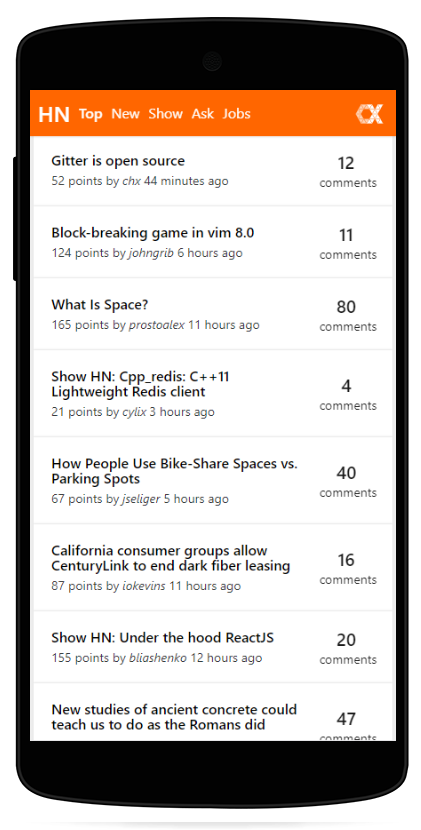 HN Top New Show Ask Jobs CX
Gitter is open source
52 points by chx 44 minutes ago
12
comments
Block-breaking game in vim 8.0
124 points by johngrib 6 hours ago
11
comments
What Is Space?
165 points by prostoalex 11 hours ago
80
comments
Show HN: Cpp_redis: C++11
Lightweight Redis client
21 points by cylix 3 hours ago
4
comments
How People Use Bike-Share Spaces vs.
Parking Spots
67 points by jseliger 5 hours ago
40
comments
California consumer groups allow
CenturyLink to end dark fiber leasing
87 points by iokevins 11 hours ago
16
comments
Show HN: Under the hood ReactJS
155 points by bliashenko 12 hours ago
20
comments
New studies of ancient concrete could
teach us to do as the Romans did
47
comments